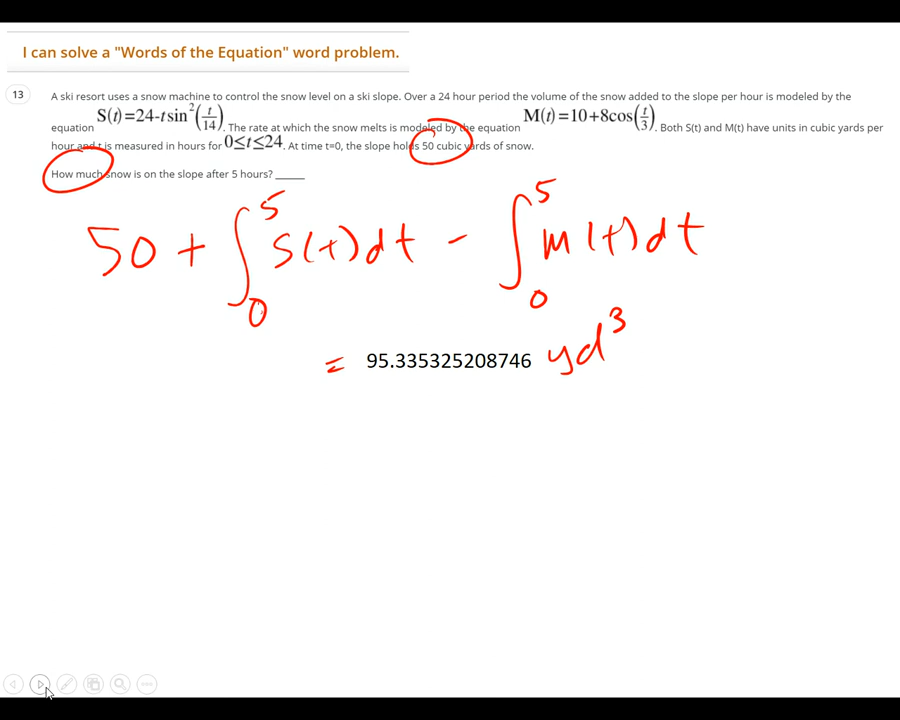 I can solve a "Words of the Equation" word problem.
13
A ski resort uses a snow machine to control the snow level on a ski slope. Over a 24 hour period the volume of the snow added to the slope per hour is modeled by the
equation S(t)=24-t sin²(t/14). The rate at which the snow melts is modeled by the equation M(t)=10+8cos(t/3). Both S(t) and M(t) have units in cubic yards per
hour and t is measured in hours for 0≤t≤24. At time t=0, the slope holds 50 cubic yards of snow.
How much snow is on the slope after 5 hours? _____
50 + ∫₀⁵ S(t)dt - ∫₀⁵ m(t)dt
= 95.335325208746 yd³